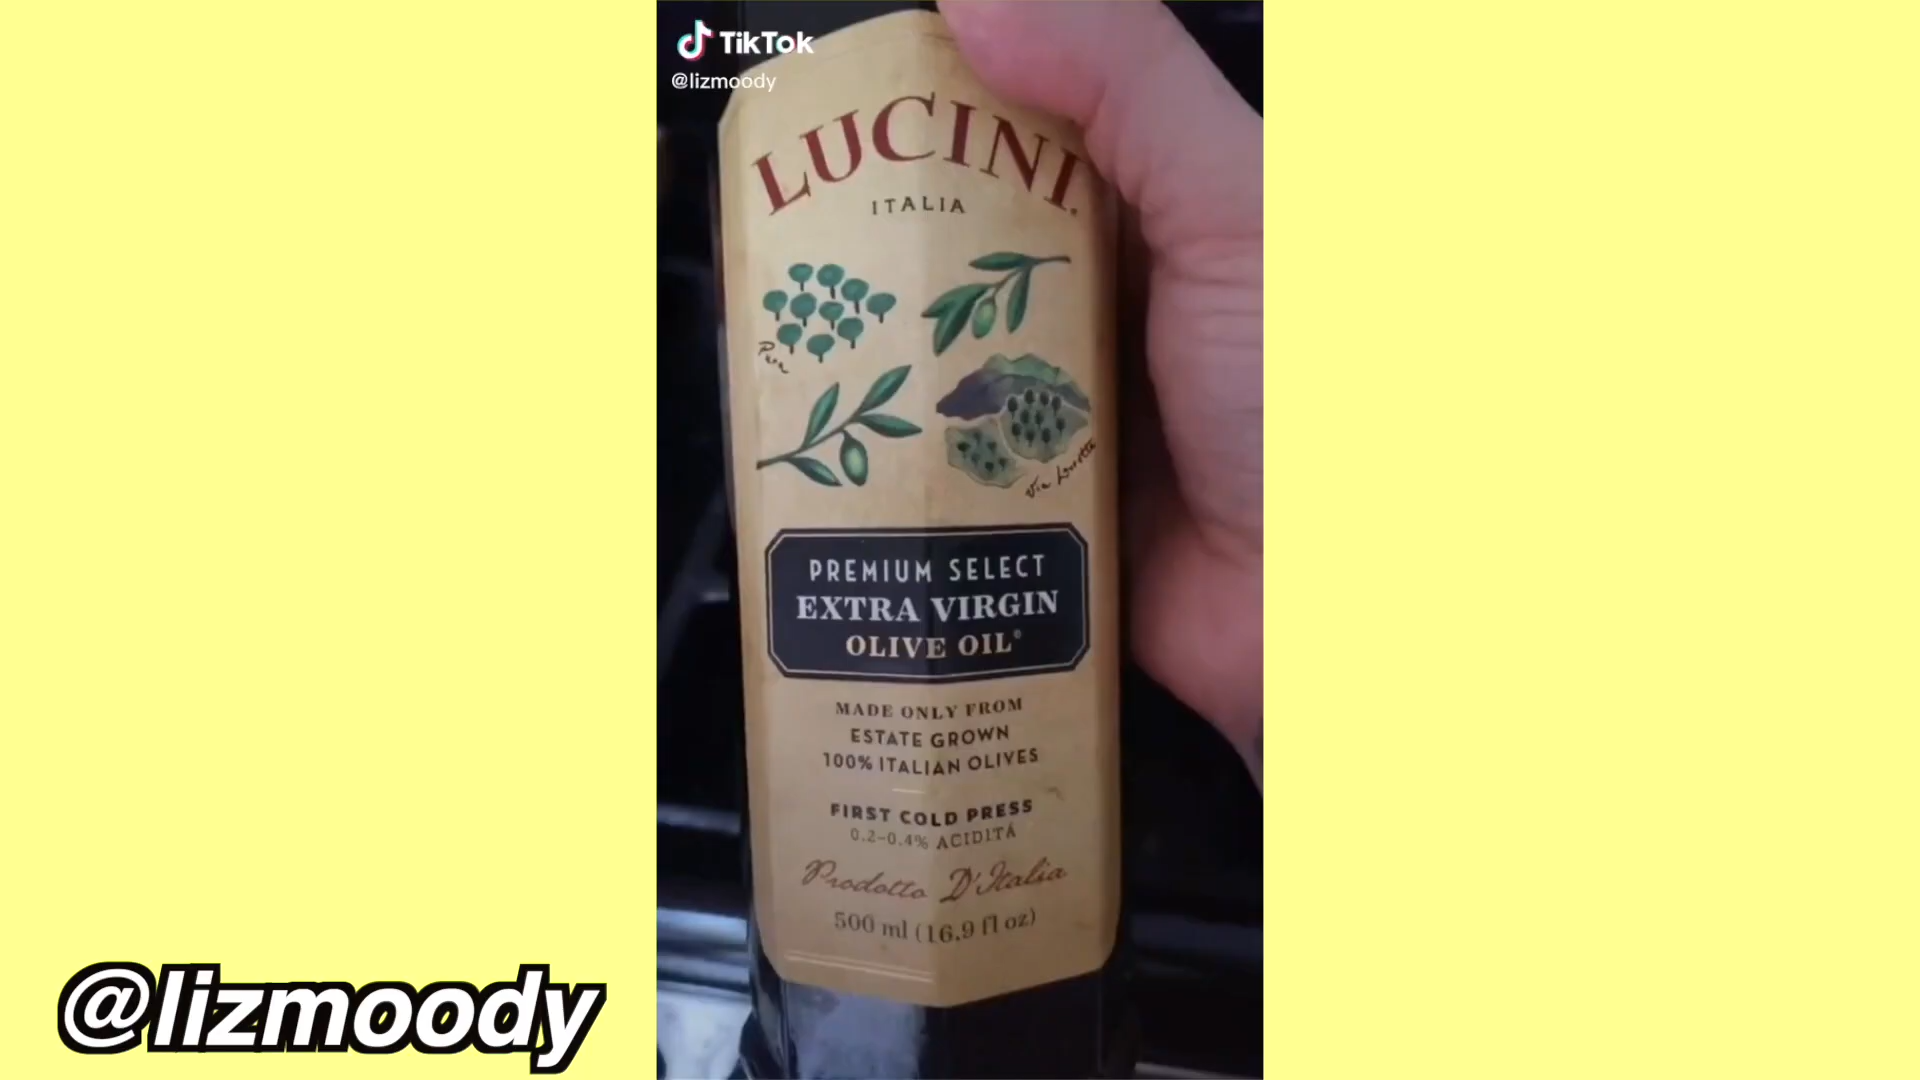 TikTok
@lizmoody
LUCINI
ITALIA
PREMIUM SELECT
EXTRA VIRGIN
OLIVE OIL®
MADE ONLY FROM
ESTATE GROWN
100% ITALIAN OLIVES
FIRST COLD PRESS
0.2-0.4% ACIDITÁ
Prodotto D'Italia
500 ml (16.9 fl oz)
@lizmoody